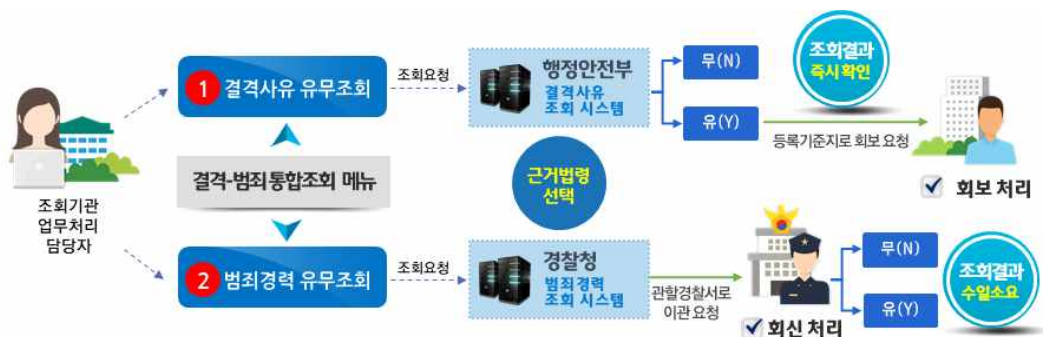 1 결격사유 유무조회
조회요청
행정안전부
결격사유
조회 시스템
무(N)
유(Y)
조회결과
즉시 확인
등록기준지로 회보 요청
회보 처리
조회기관
업무처리
담당자
결격-범죄 통합조회 메뉴
근거법령
선택
2 범죄경력 유무조회
조회요청
경찰청
범죄경력
조회 시스템
관할경찰서로
이관 요청
회신 처리
무(N)
유(Y)
조회결과
수일소요